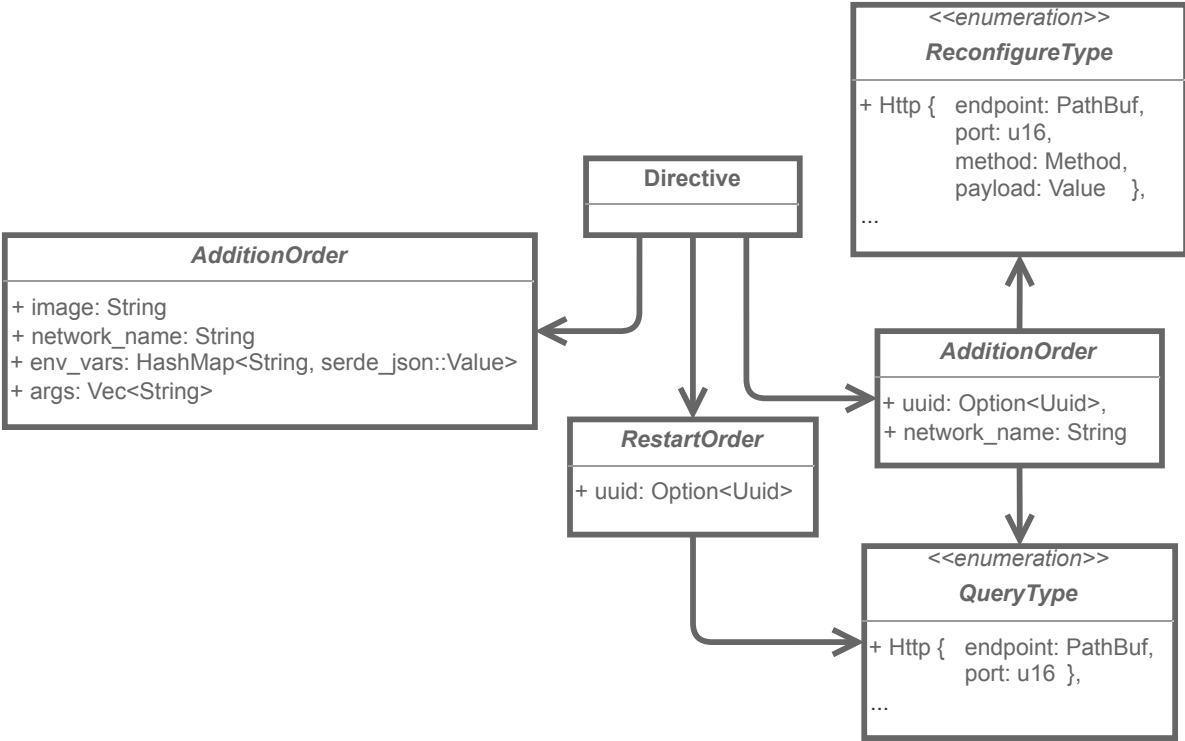 <<enumeration>>
ReconfigureType
+ Http { endpoint: PathBuf,
port: u16,
method: Method,
payload: Value },
...
Directive
AdditionOrder
+ image: String
+ network_name: String
+ env_vars: HashMap<String, serde_json::Value>
+ args: Vec<String>
AdditionOrder
+ uuid: Option<Uuid>,
+ network_name: String
RestartOrder
+ uuid: Option<Uuid>
<<enumeration>>
QueryType
+ Http { endpoint: PathBuf,
port: u16 },
...